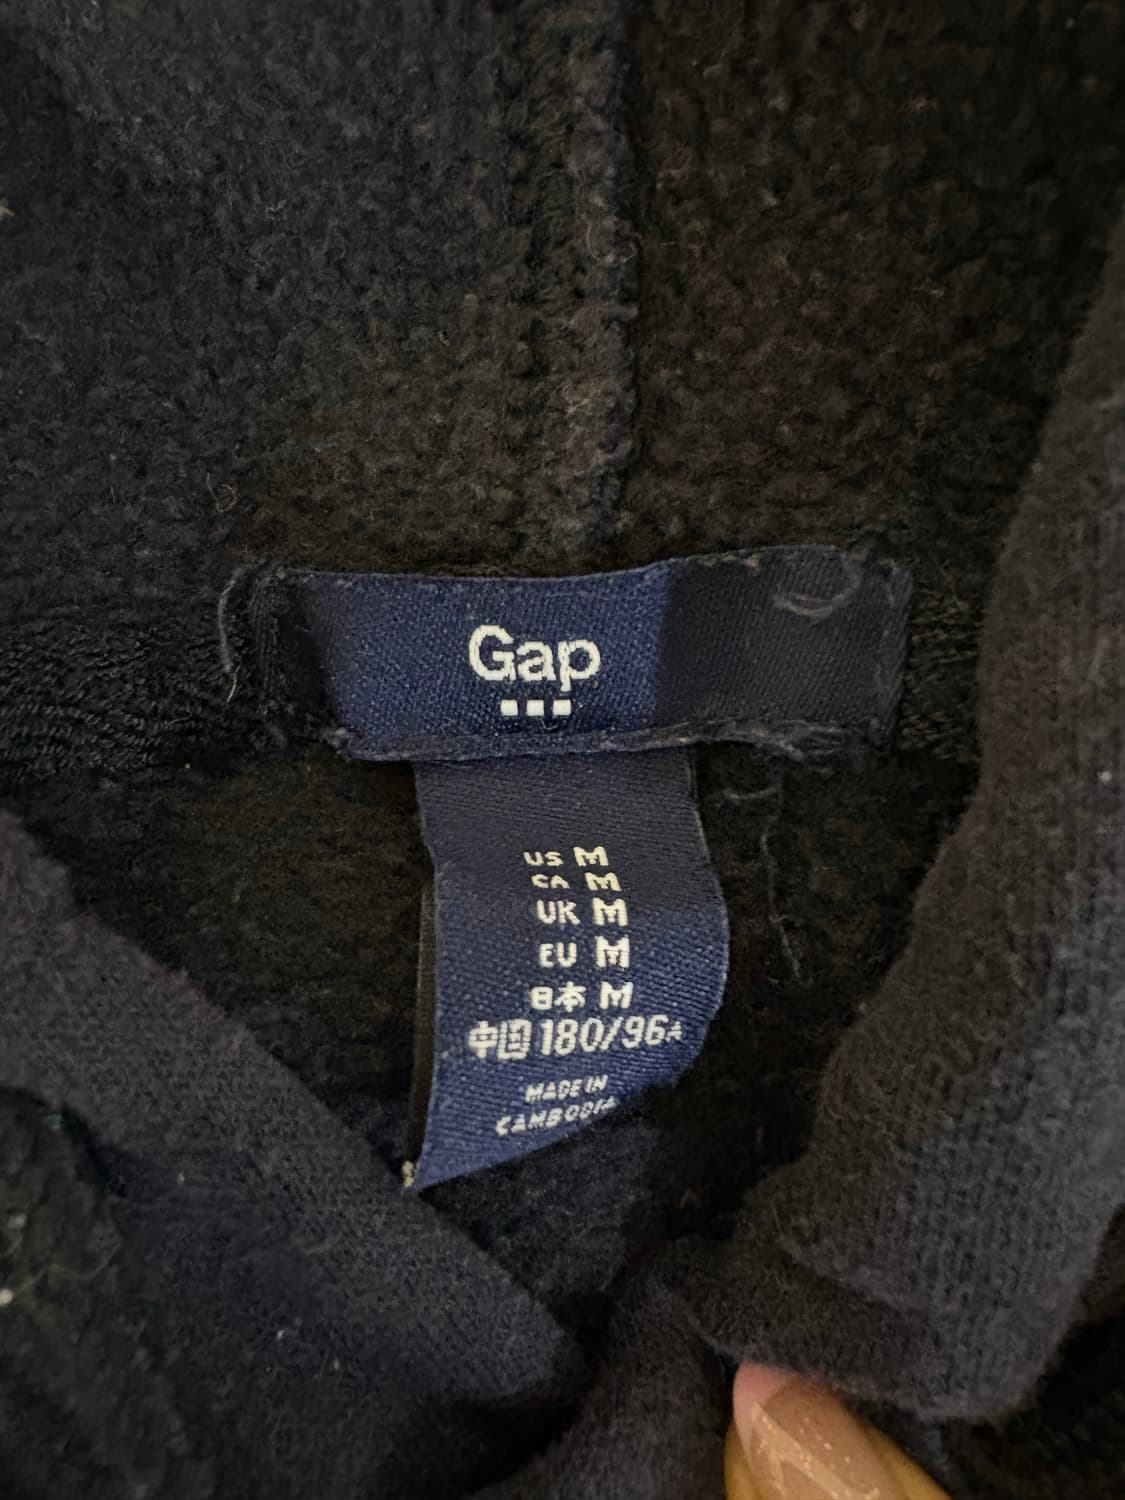 Gap
US M
CA M
UK M
EU M
日本 M
中国 180/96A
MADE IN
CAMBODIA